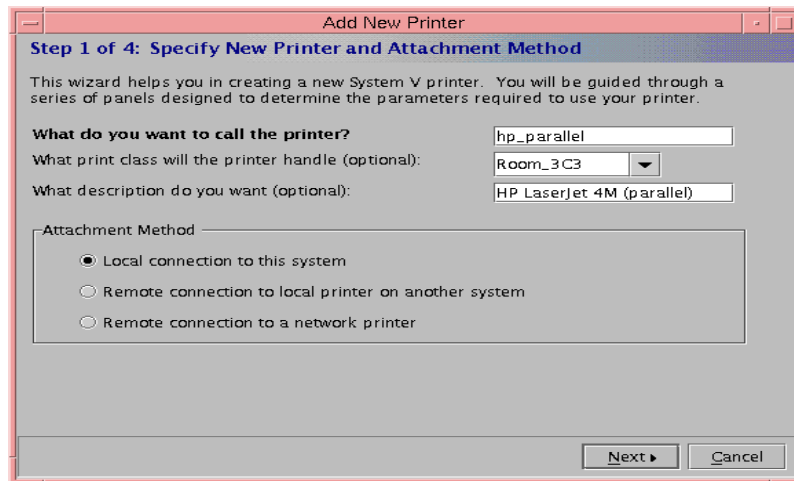 Add New Printer
Step 1 of 4: Specify New Printer and Attachment Method
This wizard helps you in creating a new System V printer. You will be guided through a
series of panels designed to determine the parameters required to use your printer.
What do you want to call the printer? hp_parallel
What print class will the printer handle (optional): Room_3C3
What description do you want (optional): HP LaserJet 4M (parallel)
Attachment Method
Local connection to this system
Remote connection to local printer on another system
Remote connection to a network printer
Next Cancel